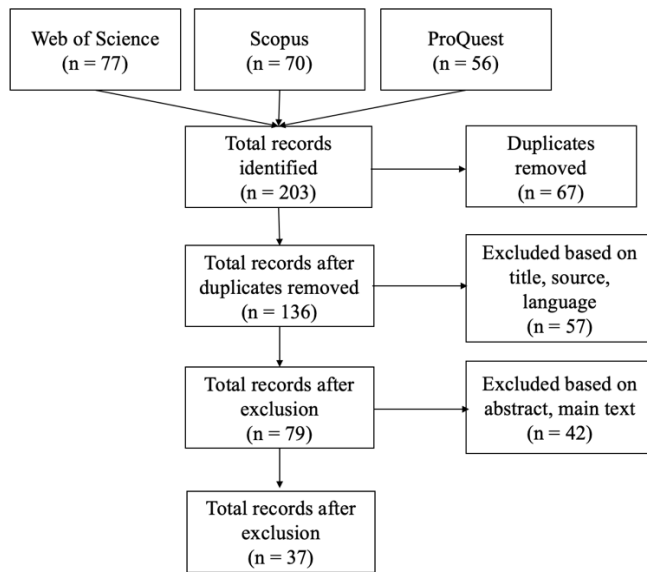 Web of Science
(n = 77)
Scopus
(n = 70)
ProQuest
(n = 56)
Total records
identified
(n = 203)
Duplicates
removed
(n = 67)
Total records after
duplicates removed
(n = 136)
Excluded based on
title, source,
language
(n = 57)
Total records after
exclusion
(n = 79)
Excluded based on
abstract, main text
(n = 42)
Total records after
exclusion
(n = 37)